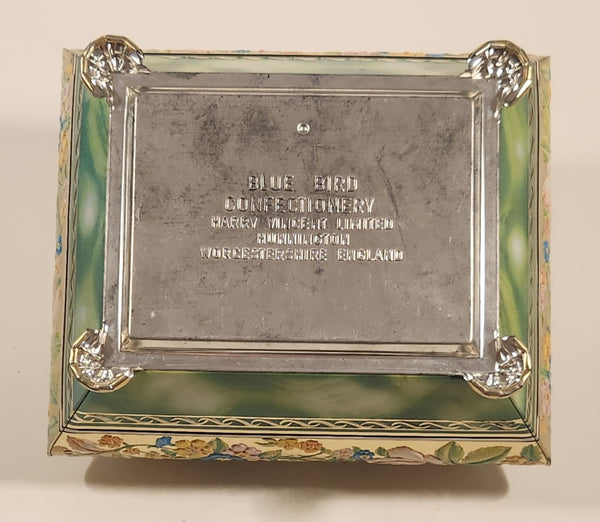 BLUE BIRD
CONFECTIONERY
HARRY VINCENT LIMITED
HUNNINGTON
WORCESTERSHIRE ENGLAND